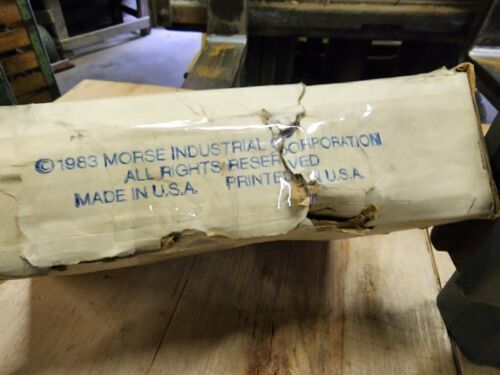 ©1983 MORSE INDUSTRIAL CORPORATION
ALL RIGHTS RESERVED
MADE IN U.S.A. PRINTED IN U.S.A.